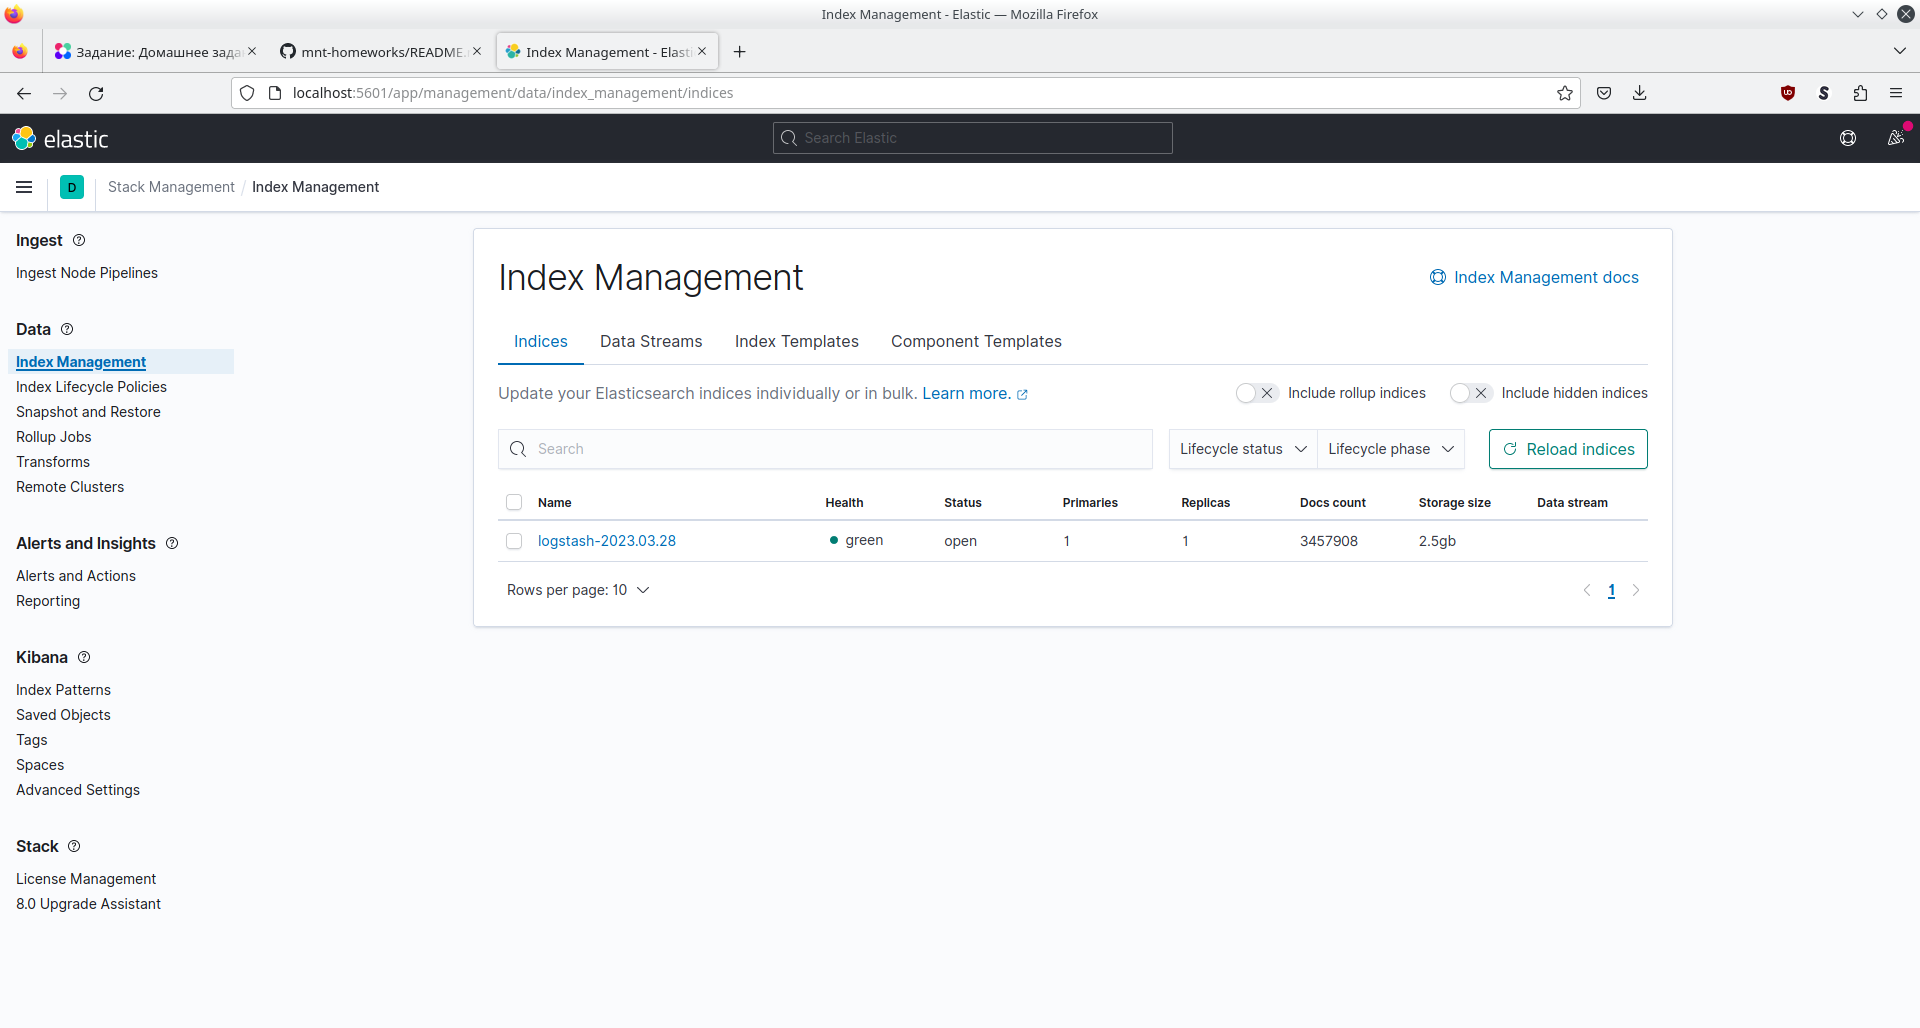 Index Management - Elastic — Mozilla Firefox
Задание: Домашнее зада
mnt-homeworks/README.
Index Management - Elasti
localhost:5601/app/management/data/index_management/indices
elastic
Search Elastic
D
Stack Management / Index Management
Ingest
Ingest Node Pipelines
Data
Index Management
Index Lifecycle Policies
Snapshot and Restore
Rollup Jobs
Transforms
Remote Clusters
Alerts and Insights
Alerts and Actions
Reporting
Kibana
Index Patterns
Saved Objects
Tags
Spaces
Advanced Settings
Stack
License Management
8.0 Upgrade Assistant
Index Management
Index Management docs
Indices Data Streams Index Templates Component Templates
Update your Elasticsearch indices individually or in bulk. Learn more.
Include rollup indices
Include hidden indices
Search
Lifecycle status
Lifecycle phase
Reload indices
Name Health Status Primaries Replicas Docs count Storage size Data stream
logstash-2023.03.28 green open 1 1 3457908 2.5gb
Rows per page: 10
1